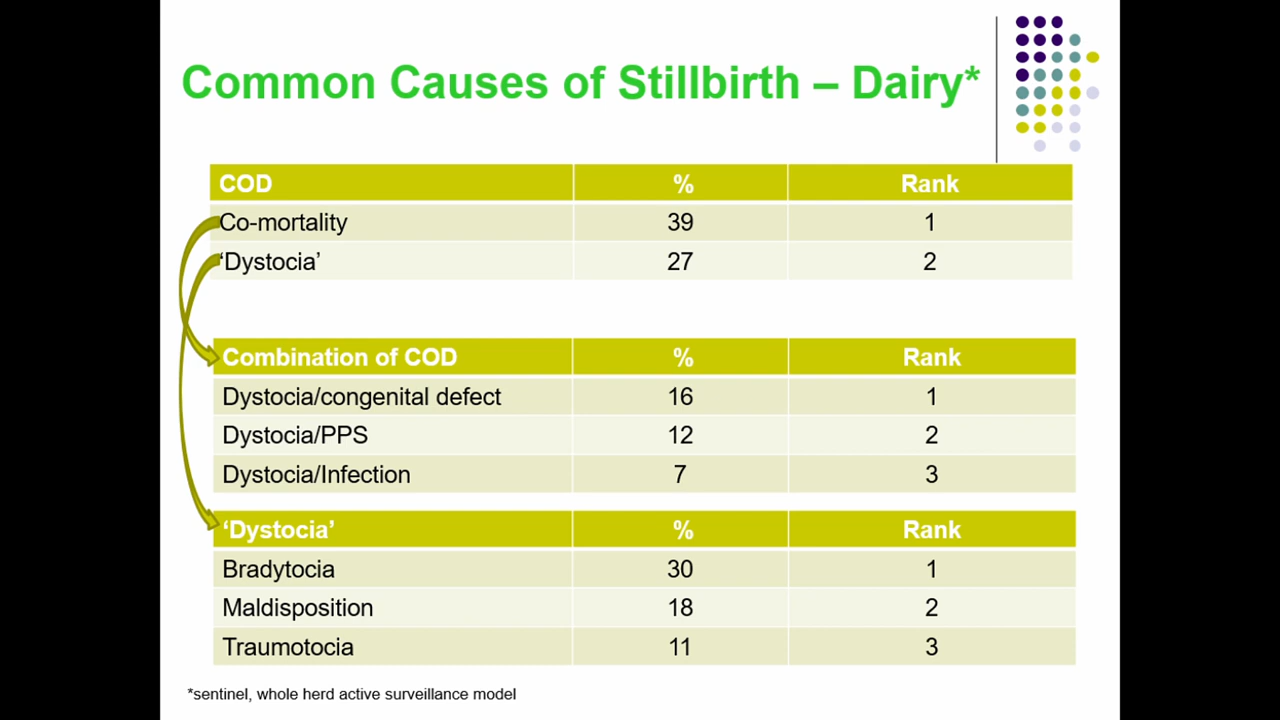 Common Causes of Stillbirth – Dairy*
COD % Rank
Co-mortality 39 1
‘Dystocia’ 27 2
Combination of COD % Rank
Dystocia/congenital defect 16 1
Dystocia/PPS 12 2
Dystocia/Infection 7 3
‘Dystocia’ % Rank
Bradytocia 30 1
Maldisposition 18 2
Traumotocia 11 3
*sentinel, whole herd active surveillance model